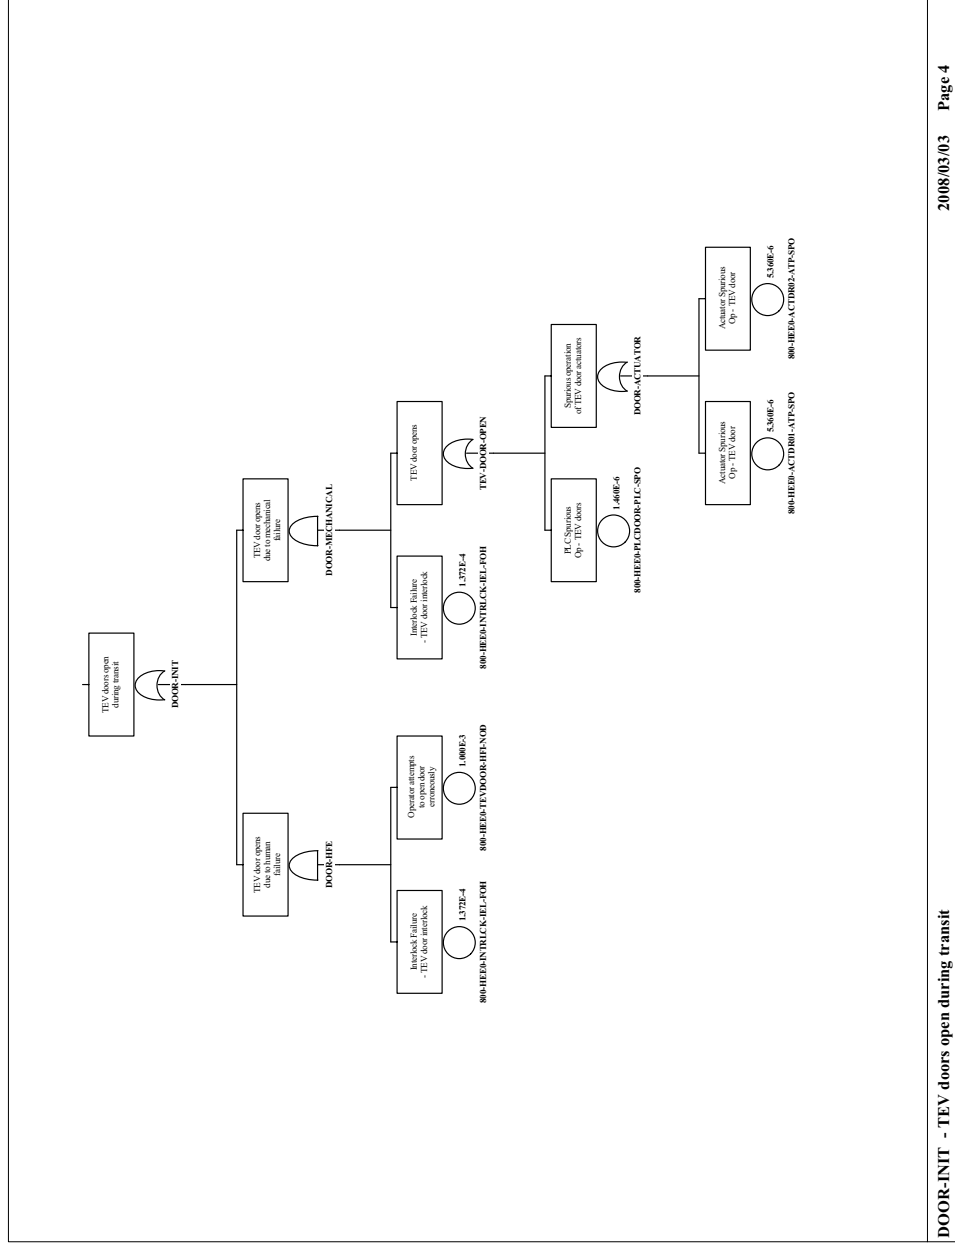 TEV doors open
during transit
DOOR-INIT
TEV door opens
due to human
failure
DOOR-HFE
TEV door opens
due to mechanical
failure
DOOR-MECHANICAL
Interlock Failure
- TEV door interlock
1.372E-4
800-HEE0-INTRLCK-IEL-FOH
Operator attempts
to open door
erroneously
1.000E-3
800-HEE0-TEVDOOR-HFI-NOD
Interlock Failure
- TEV door interlock
1.372E-4
800-HEE0-INTRLCK-IEL-FOH
TEV door opens
TEV-DOOR-OPEN
PLC Spurious
Op - TEV doors
1.460E-6
800-HEE0-PLCDOOR-PLC-SPO
Spurious operation
of TEV door actuators
DOOR-ACTUATOR
Actuator Spurious
Op - TEV door
5.360E-6
800-HEE0-ACTDR01-ATP-SPO
Actuator Spurious
Op - TEV door
5.360E-6
800-HEE0-ACTDR02-ATP-SPO
DOOR-INIT - TEV doors open during transit
2008/03/03 Page 4